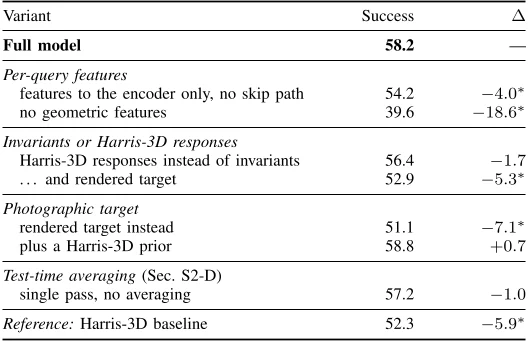 Variant Success Δ
Full model 58.2 —
Per-query features
features to the encoder only, no skip path 54.2 −4.0*
no geometric features 39.6 −18.6*
Invariants or Harris-3D responses
Harris-3D responses instead of invariants 56.4 −1.7
... and rendered target 52.9 −5.3*
Photographic target
rendered target instead 51.1 −7.1*
plus a Harris-3D prior 58.8 +0.7
Test-time averaging (Sec. S2-D)
single pass, no averaging 57.2 −1.0
Reference: Harris-3D baseline 52.3 −5.9*